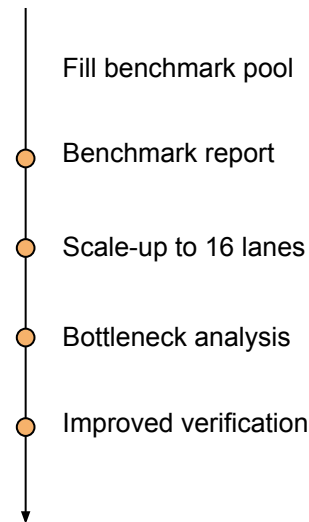 Fill benchmark pool
Benchmark report
Scale-up to 16 lanes
Bottleneck analysis
Improved verification